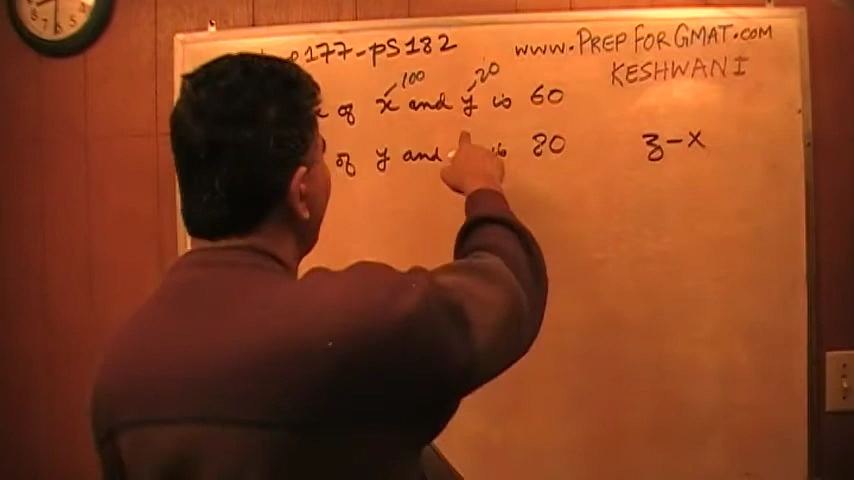 177-PS182
www.PREPFORGMAT.COM
KESHWANI
100 20
of x and y is 60
of y and is 80
z-x